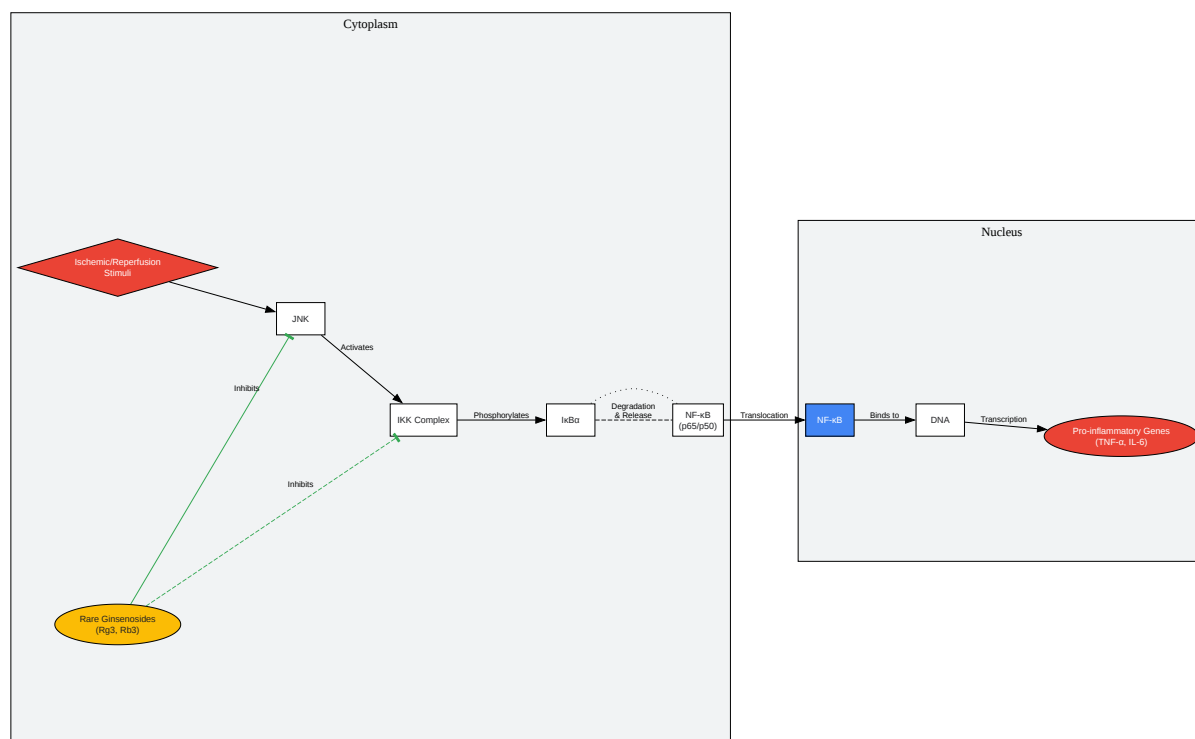 Cytoplasm
Nucleus
Ischemic/Reperfusion
Stimuli
JNK
Activates
Inhibits
IKK Complex
Phosphorylates
IκBα
Degradation
& Release
NF-κB
(p65/p50)
Translocation
NF-κB
Binds to
DNA
Transcription
Pro-inflammatory Genes
(TNF-α, IL-6)
Inhibits
Rare Ginsenosides
(Rg3, Rb3)